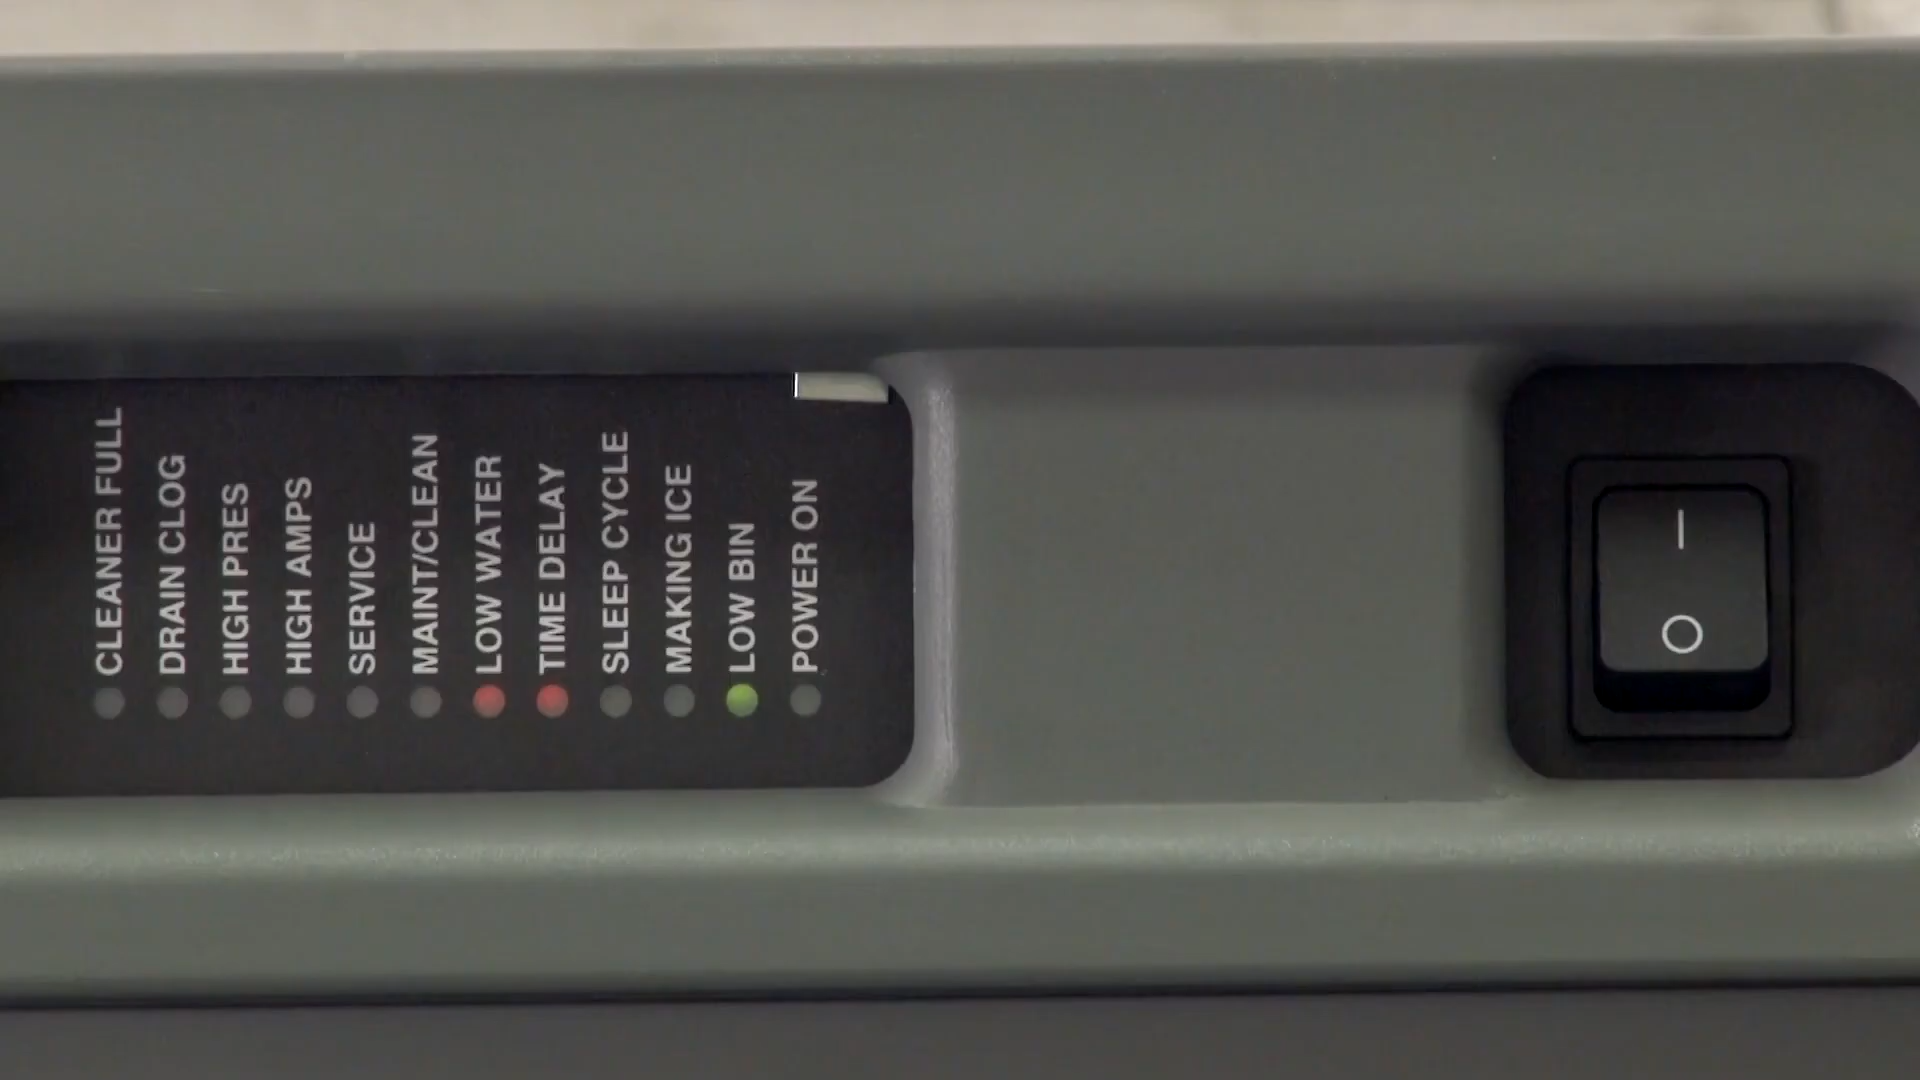 CLEANER FULL
DRAIN CLOG
HIGH PRES
HIGH AMPS
SERVICE
MAINT/CLEAN
LOW WATER
TIME DELAY
SLEEP CYCLE
MAKING ICE
LOW BIN
POWER ON